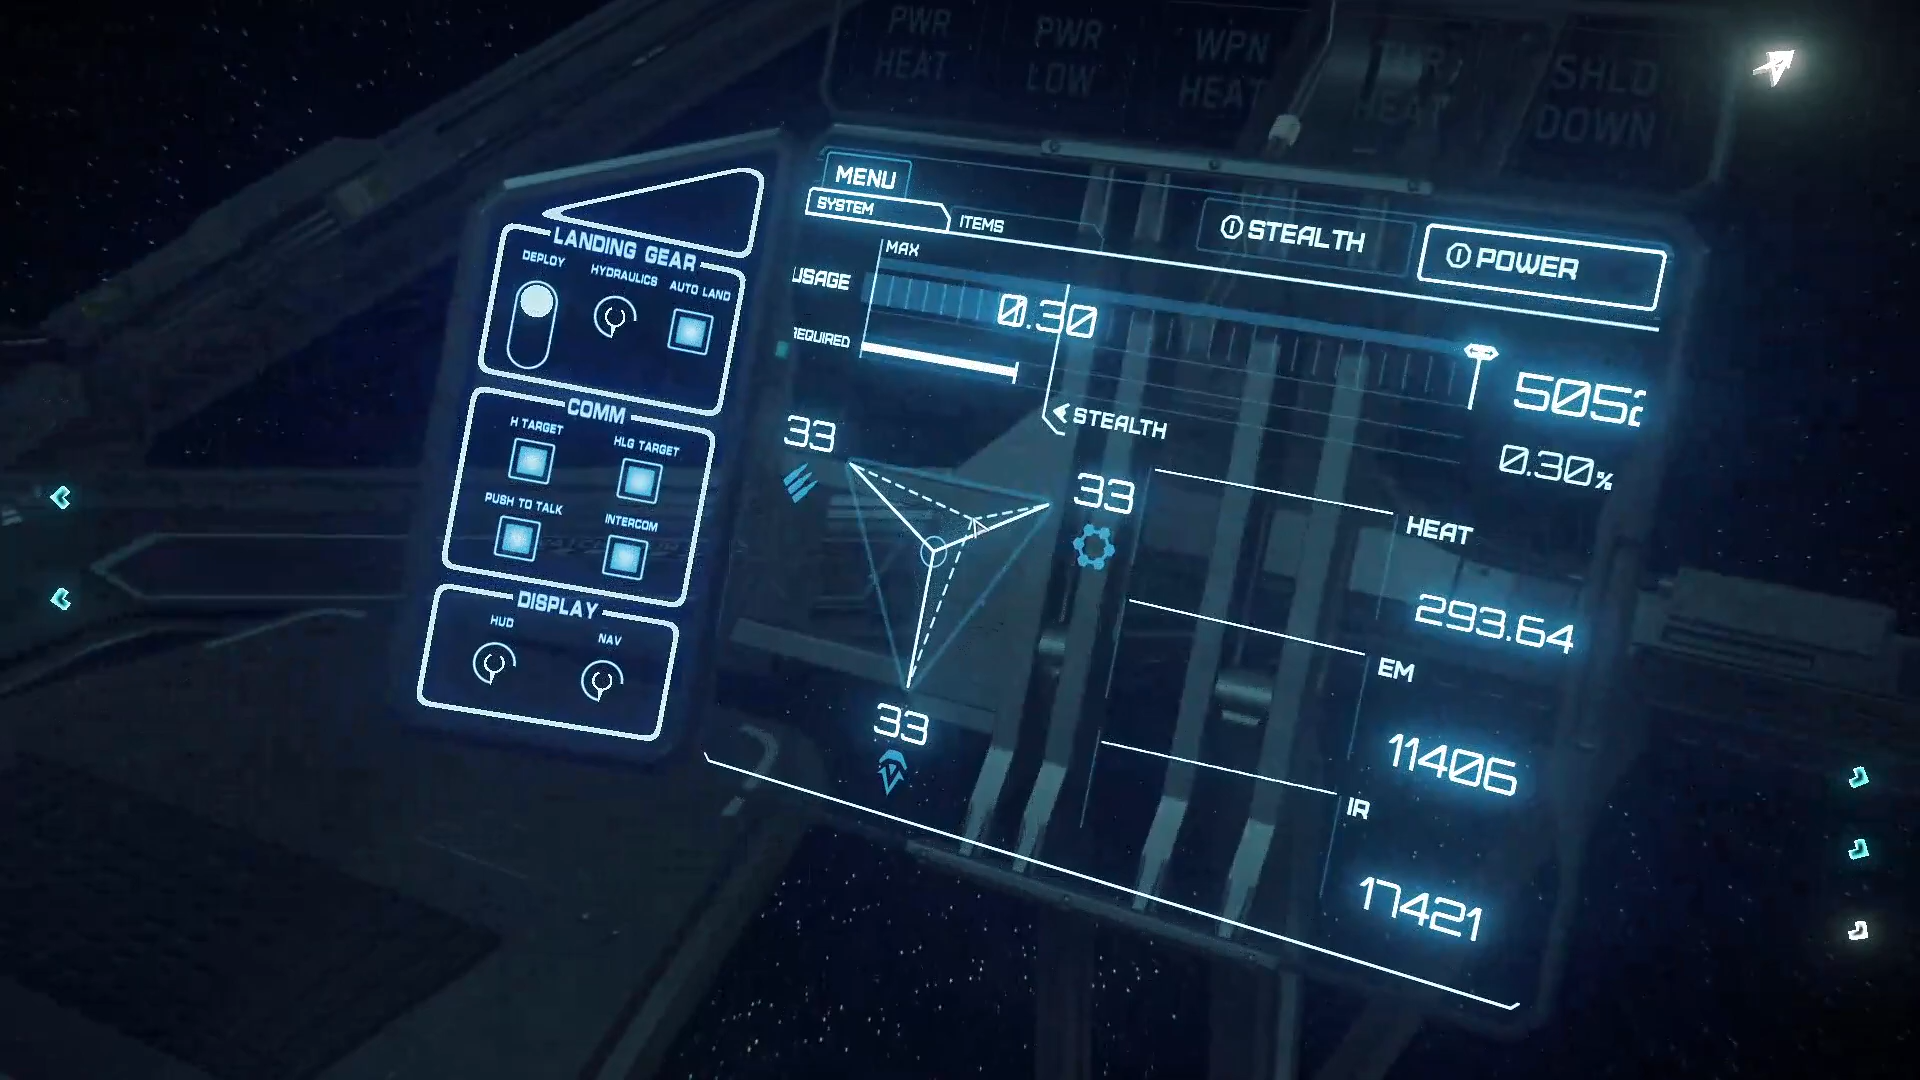 PWR HEAT
PWR LOW
WPN HEAT
HEAT
SHLD DOWN
MENU
SYSTEM
ITEMS
STEALTH
POWER
LANDING GEAR
DEPLOY
HYDRAULICS
AUTO LAND
COMM
H TARGET
HLG TARGET
PUSH TO TALK
INTERCOM
DISPLAY
HUD
NAV
MAX
USAGE
0.30
REQUIRED
505
0.30%
STEALTH
33
33
33
HEAT
293.64
EM
11406
IR
17421